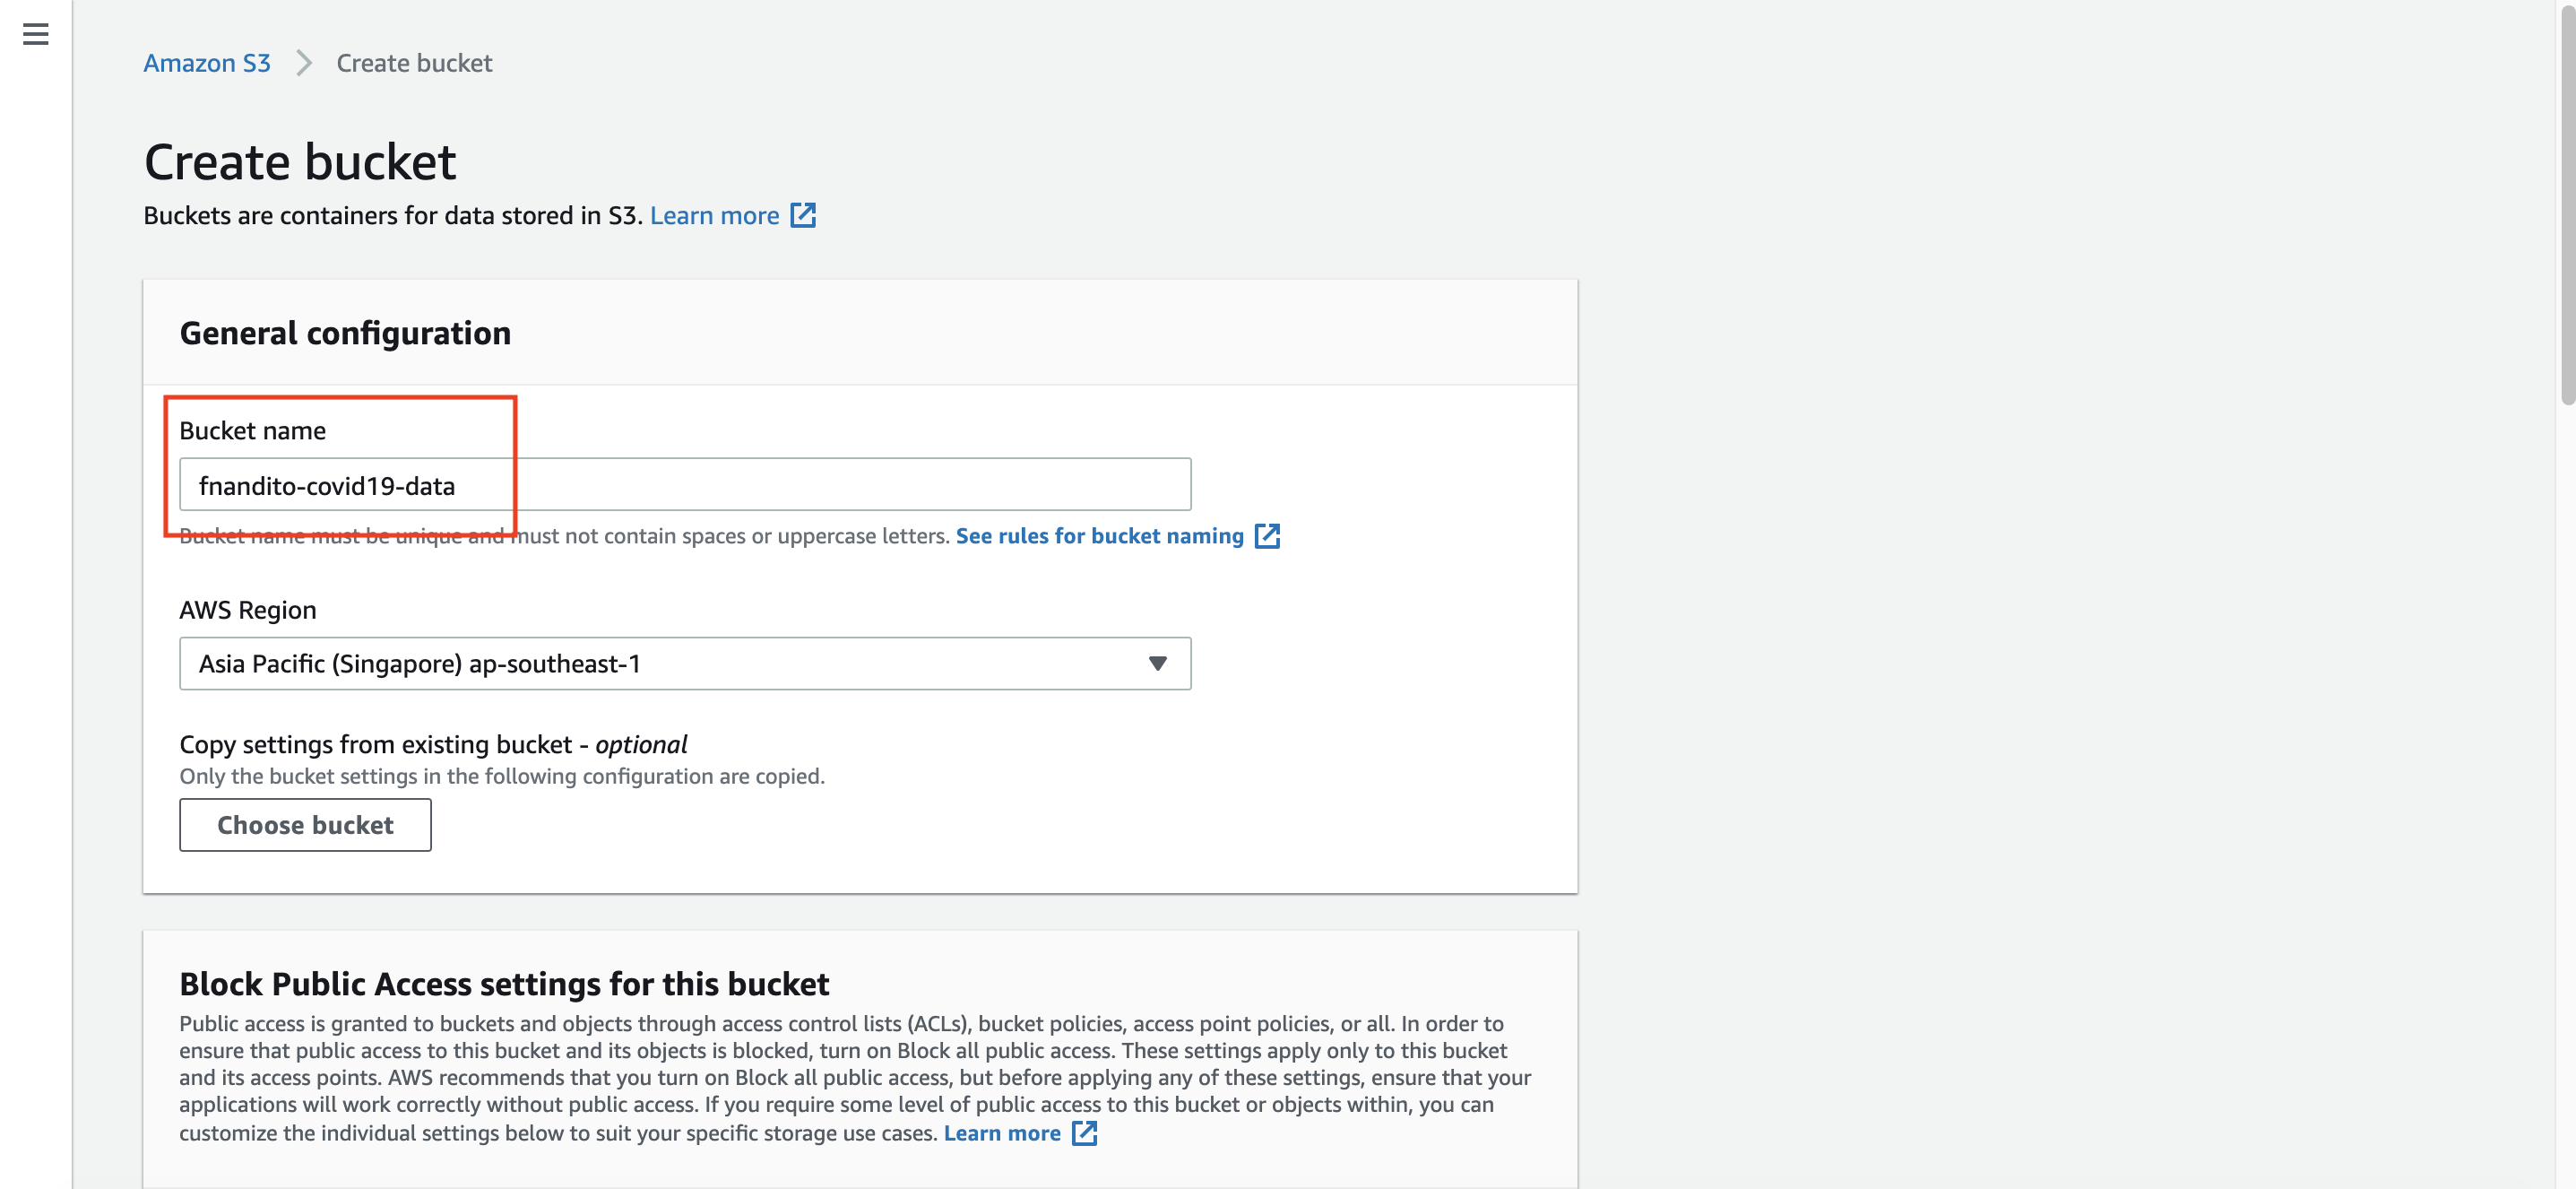 Amazon S3 > Create bucket
Create bucket
Buckets are containers for data stored in S3. Learn more
General configuration
Bucket name
fnandito-covid19-data
Bucket name must be unique and must not contain spaces or uppercase letters. See rules for bucket naming
AWS Region
Asia Pacific (Singapore) ap-southeast-1
Copy settings from existing bucket - optional
Only the bucket settings in the following configuration are copied.
Choose bucket
Block Public Access settings for this bucket
Public access is granted to buckets and objects through access control lists (ACLs), bucket policies, access point policies, or all. In order to
ensure that public access to this bucket and its objects is blocked, turn on Block all public access. These settings apply only to this bucket
and its access points. AWS recommends that you turn on Block all public access, but before applying any of these settings, ensure that your
applications will work correctly without public access. If you require some level of public access to this bucket or objects within, you can
customize the individual settings below to suit your specific storage use cases. Learn more